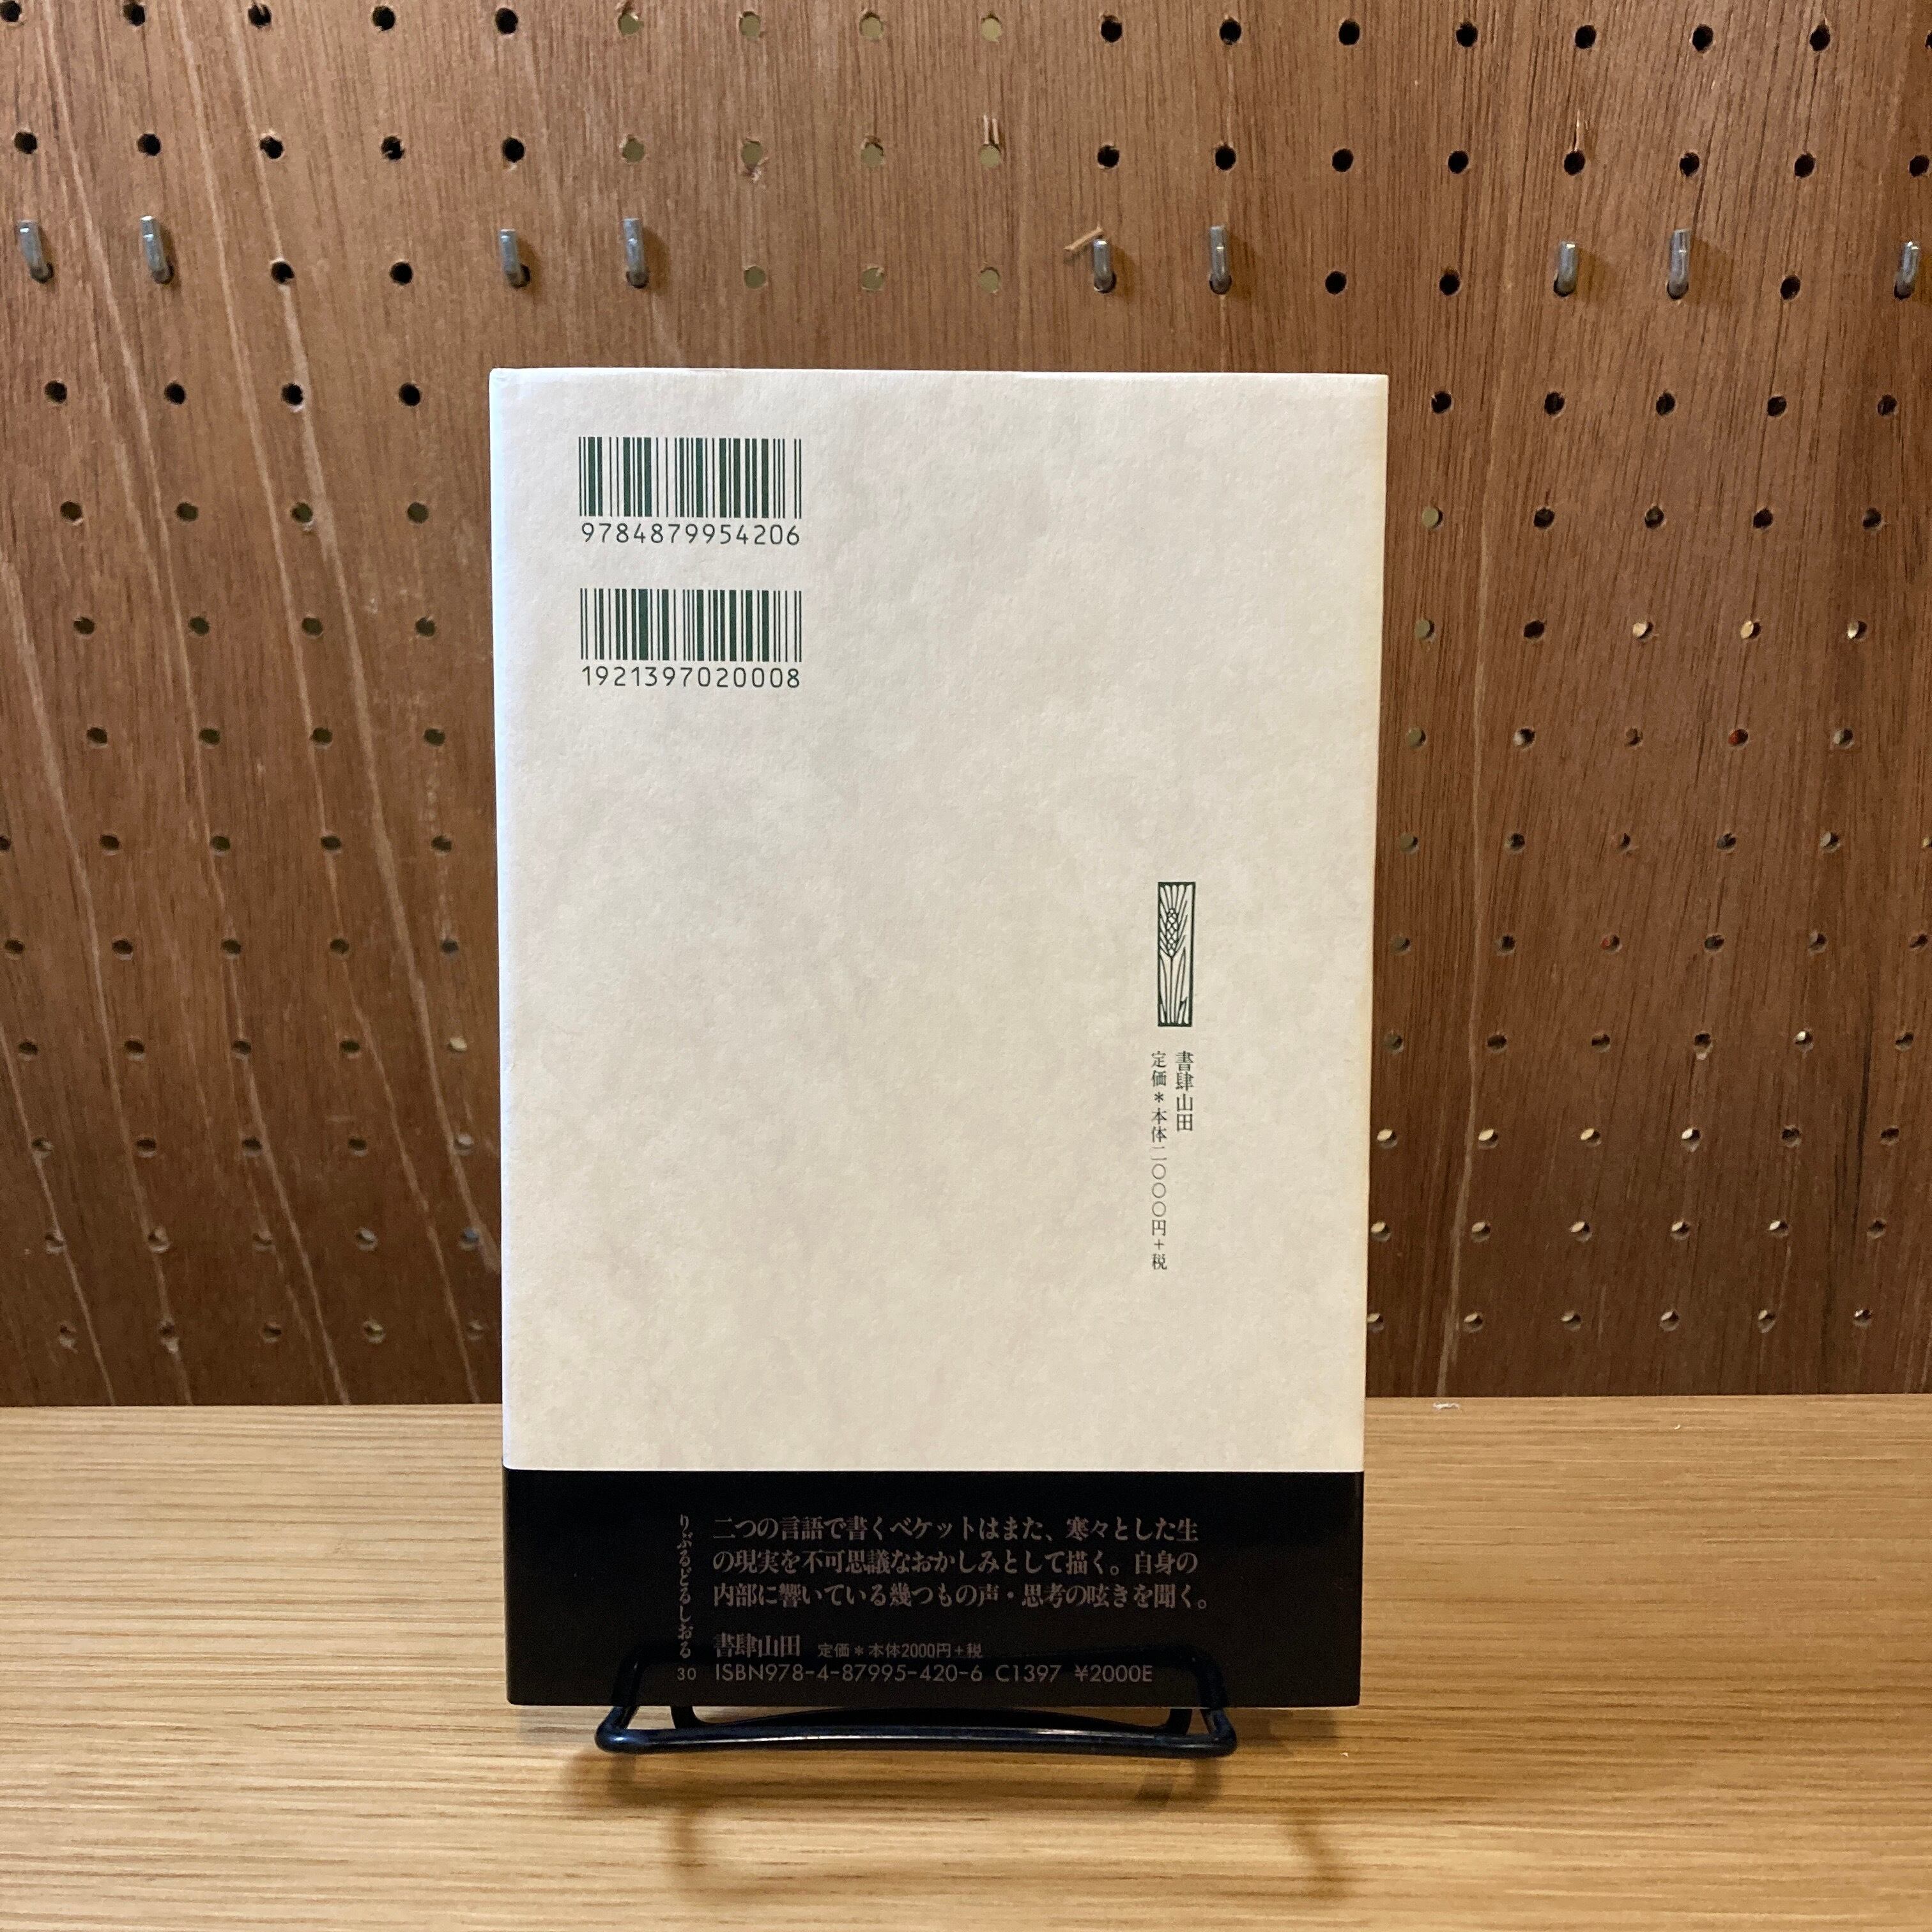 9784879954206
1921397020008
書肆山田
定価＊本体二〇〇〇円＋税
りぶるどるしおる 30
二つの言語で書くベケットはまた、寒々とした生
の現実を不可思議なおかしみとして描く。自身の
内部に響いている幾つもの声・思考の呟きを聞く。
書肆山田 定価＊本体2000円＋税
ISBN978-4-87995-420-6 C1397 ¥2000E